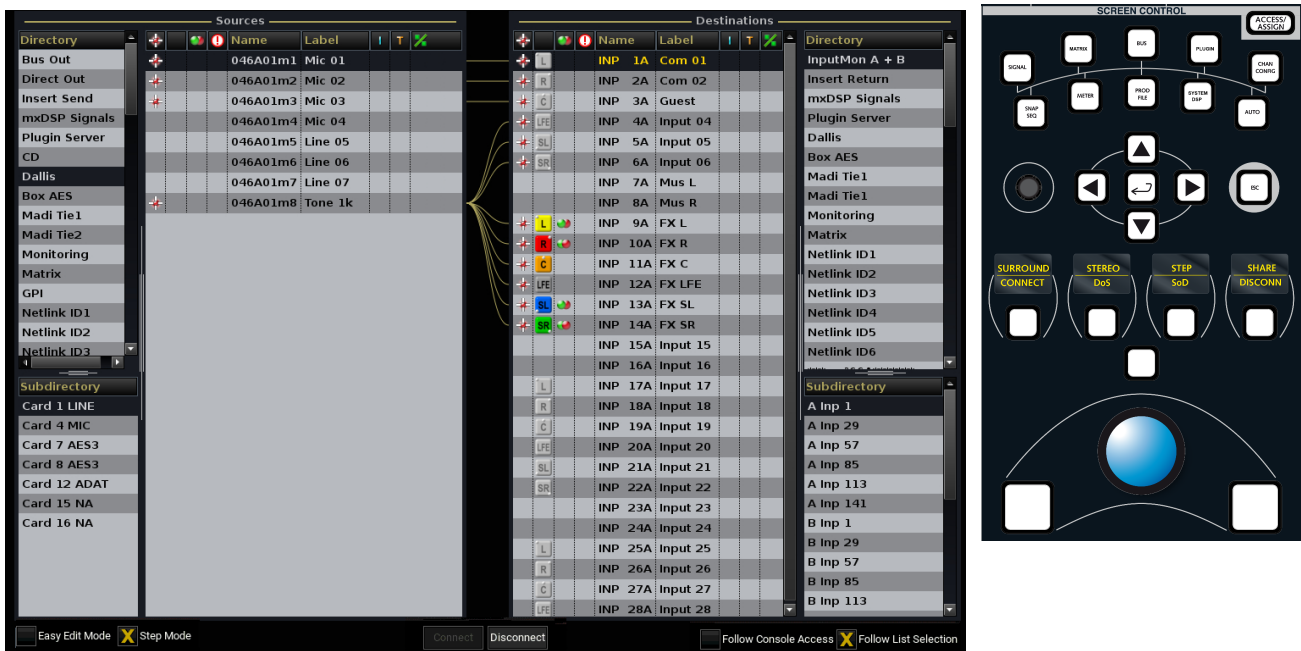 Sources
Destinations
Directory
Bus Out
Direct Out
Insert Send
mxDSP Signals
Plugin Server
CD
Dallis
Box AES
Madi Tie1
Madi Tie2
Monitoring
Matrix
GPI
Netlink ID1
Netlink ID2
Netlink ID3
Subdirectory
Card 1 LINE
Card 4 MIC
Card 7 AES3
Card 8 AES3
Card 12 ADAT
Card 15 NA
Card 16 NA
Name Label I T
046A01m1 Mic 01
046A01m2 Mic 02
046A01m3 Mic 03
046A01m4 Mic 04
046A01m5 Line 05
046A01m6 Line 06
046A01m7 Line 07
046A01m8 Tone 1k
Name Label I T
L INP 1A Com 01
R INP 2A Com 02
C INP 3A Guest
LFE INP 4A Input 04
SL INP 5A Input 05
SR INP 6A Input 06
INP 7A Mus L
INP 8A Mus R
L INP 9A FX L
R INP 10A FX R
C INP 11A FX C
LFE INP 12A FX LFE
SL INP 13A FX SL
SR INP 14A FX SR
INP 15A Input 15
INP 16A Input 16
L INP 17A Input 17
R INP 18A Input 18
C INP 19A Input 19
LFE INP 20A Input 20
SL INP 21A Input 21
SR INP 22A Input 22
INP 23A Input 23
INP 24A Input 24
L INP 25A Input 25
R INP 26A Input 26
C INP 27A Input 27
LFE INP 28A Input 28
Directory
InputMon A + B
Insert Return
mxDSP Signals
Plugin Server
Dallis
Box AES
Madi Tie1
Madi Tie1
Monitoring
Matrix
Netlink ID1
Netlink ID2
Netlink ID3
Netlink ID4
Netlink ID5
Netlink ID6
Subdirectory
A Inp 1
A Inp 29
A Inp 57
A Inp 85
A Inp 113
A Inp 141
B Inp 1
B Inp 29
B Inp 57
B Inp 85
B Inp 113
Easy Edit Mode X Step Mode
Connect Disconnect
Follow Console Access X Follow List Selection
SCREEN CONTROL
ACCESS/
ASSIGN
SIGNAL
MATRIX
BUS
PLUGIN
CHAN
CONFIG
SNAP
SEQ
METER
PROD
FILE
SYSTEM
DSP
AUTO
ESC
SURROUND
CONNECT
STEREO
DoS
STEP
SoD
SHARE
DISCONN